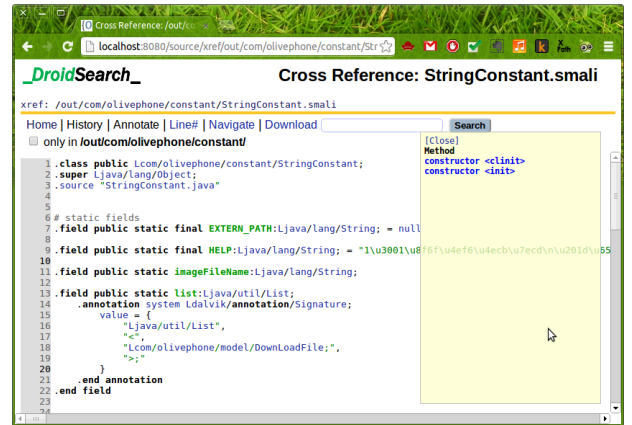 {O Cross Reference: /out/co
localhost:8080/source/xref/out/com/olivephone/constant/Str
_DroidSearch_
Cross Reference: StringConstant.smali
xref: /out/com/olivephone/constant/StringConstant.smali
Home | History | Annotate | Line# | Navigate | Download
Search
only in /out/com/olivephone/constant/
[Close]
Method
constructor <clinit>
constructor <init>
1 .class public Lcom/olivephone/constant/StringConstant;
2 .super Ljava/lang/Object;
3 .source "StringConstant.java"
4
5
6 # static fields
7 .field public static final EXTERN_PATH:Ljava/lang/String; = null
8
9 .field public static final HELP:Ljava/lang/String; = "1\u3001\u8f6f\u4ef6\u4ecb\u7ecd\n\u201d\u65
10
11 .field public static imageFileName:Ljava/lang/String;
12
13 .field public static list:Ljava/util/List;
14 .annotation system Ldalvik/annotation/Signature;
15 value = {
16 "Ljava/util/List",
17 "<",
18 "Lcom/olivephone/model/DownLoadFile;",
19 ">;"
20 }
21 .end annotation
22 .end field
23
24